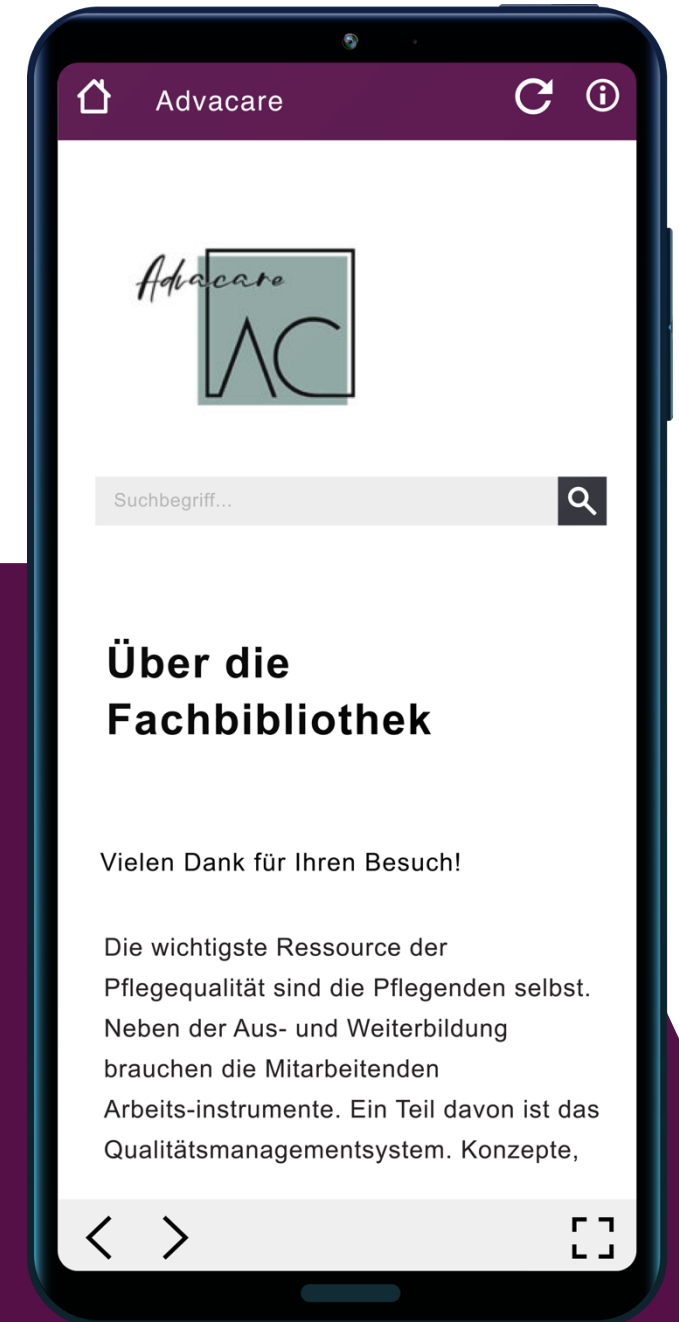 Advacare
Advacare
AC
Suchbegriff...
Über die
Fachbibliothek
Vielen Dank für Ihren Besuch!
Die wichtigste Ressource der
Pflegequalität sind die Pflegenden selbst.
Neben der Aus- und Weiterbildung
brauchen die Mitarbeitenden
Arbeits-instrumente. Ein Teil davon ist das
Qualitätsmanagementsystem. Konzepte,